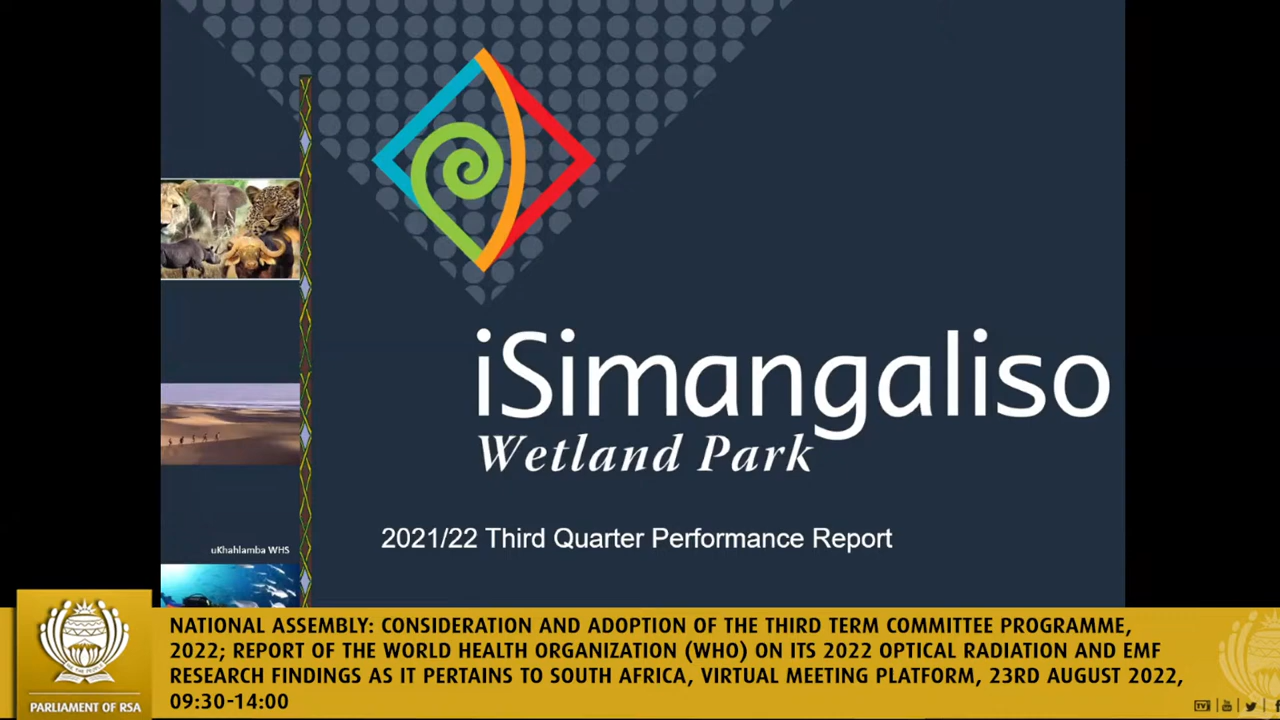 iSimangaliso
Wetland Park
2021/22 Third Quarter Performance Report
uKhahlamba WHS
NATIONAL ASSEMBLY: CONSIDERATION AND ADOPTION OF THE THIRD TERM COMMITTEE PROGRAMME,
2022; REPORT OF THE WORLD HEALTH ORGANIZATION (WHO) ON ITS 2022 OPTICAL RADIATION AND EMF
RESEARCH FINDINGS AS IT PERTAINS TO SOUTH AFRICA, VIRTUAL MEETING PLATFORM, 23RD AUGUST 2022,
09:30-14:00
PARLIAMENT OF RSA